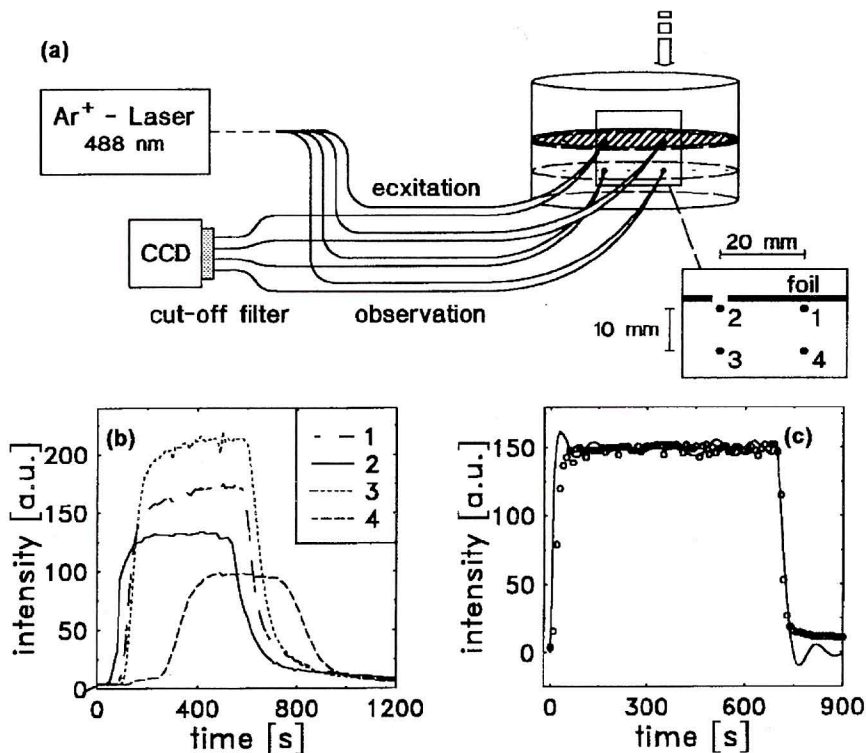 (a)
Ar+ - Laser
488 nm
ecxitation
CCD
cut-off filter
observation
20 mm
foil
2
1
10 mm
3
4
(b)
200
150
100
50
0
intensity [a.u.]
0
400
800
1200
time [s]
1
2
3
4
(c)
150
100
50
0
intensity [a.u.]
0
300
600
900
time [s]